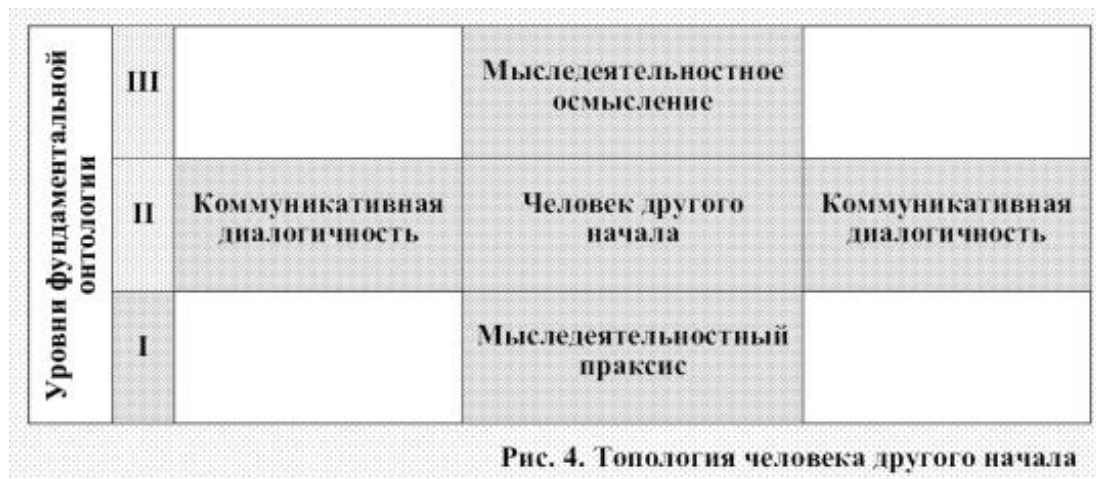 Уровни фундаментальной
онтологии
III
Мыследеятельностное
осмысление
II
Коммуникативная
диалогичность
Человек другого
начала
Коммуникативная
диалогичность
I
Мыследеятельностный
праксис
Рис. 4. Топология человека другого начала